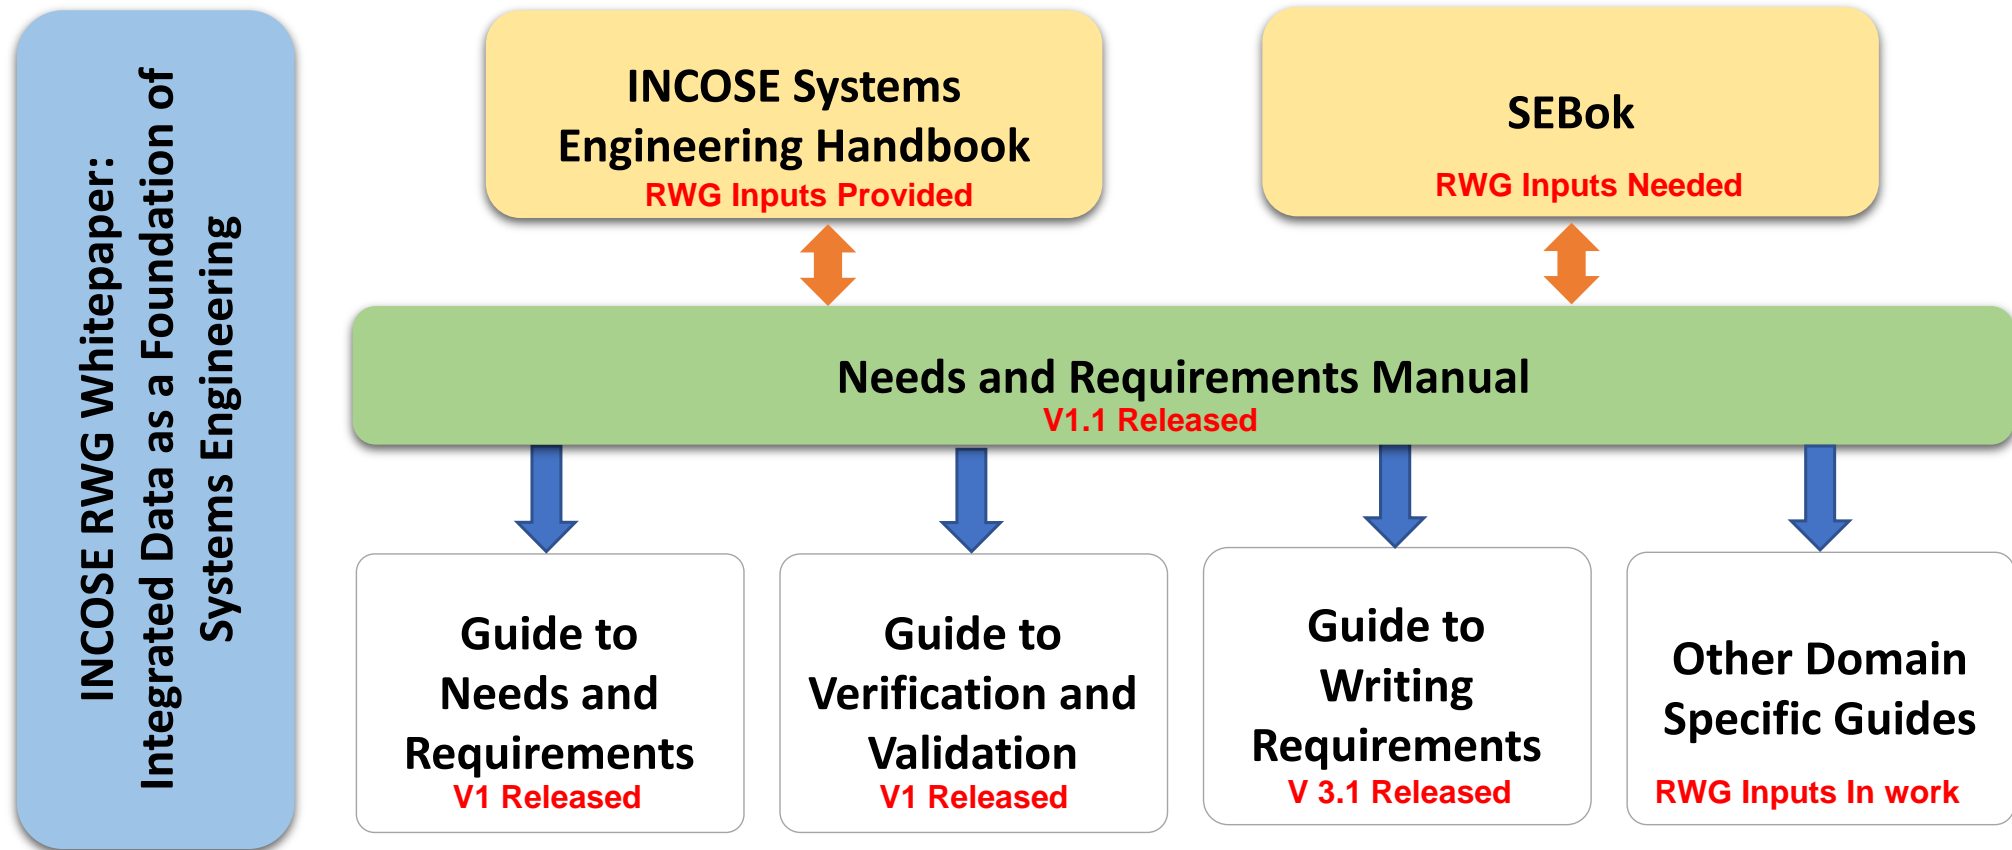 INCOSE RWG Whitepaper:
Integrated Data as a Foundation of
Systems Engineering
INCOSE Systems
Engineering Handbook
RWG Inputs Provided
SEBok
RWG Inputs Needed
Needs and Requirements Manual
V1.1 Released
Guide to
Needs and
Requirements
V1 Released
Guide to
Verification and
Validation
V1 Released
Guide to
Writing
Requirements
V 3.1 Released
Other Domain
Specific Guides
RWG Inputs In work